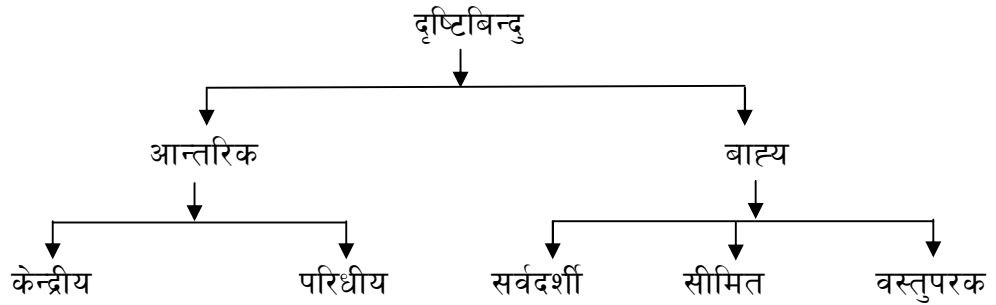 दृष्टिबिन्दु
आन्तरिक बाह्य
केन्द्रीय परिधीय सर्वदर्शी सीमित वस्तुपरक